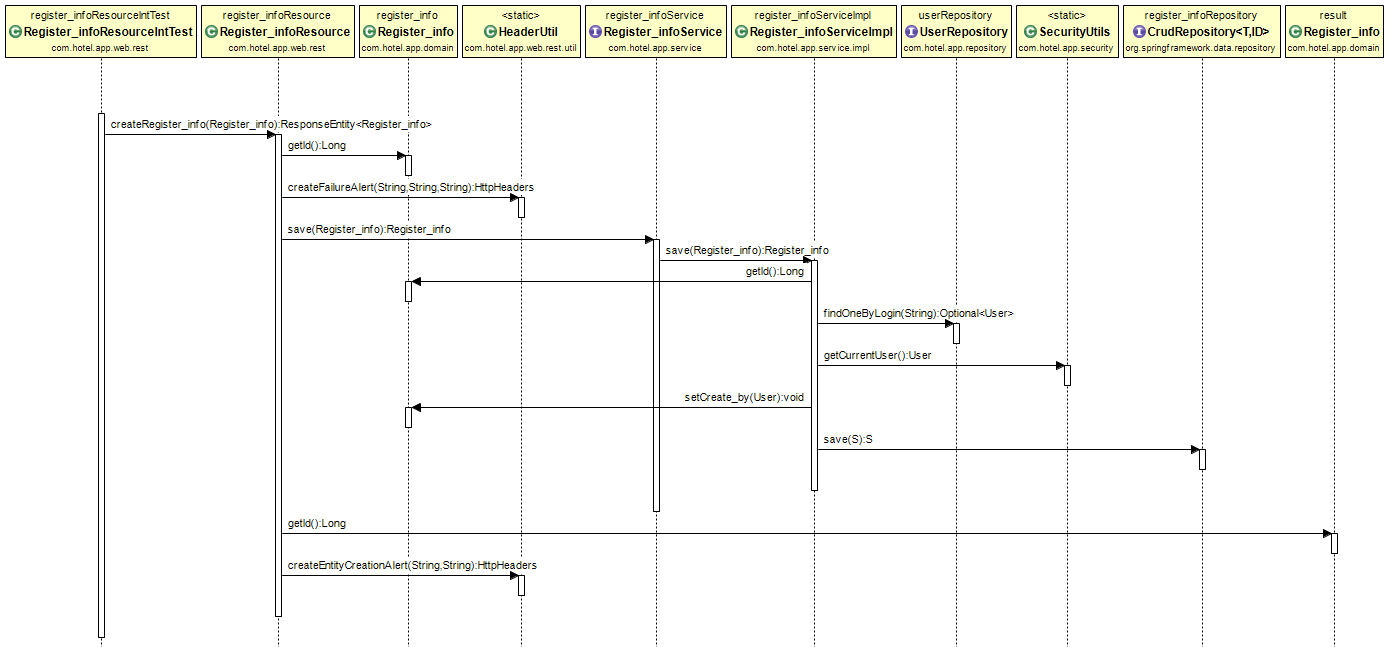 register_infoResourceIntTest
C Register_infoResourceIntTest
com.hotel.app.web.rest
register_infoResource
C Register_infoResource
com.hotel.app.web.rest
register_info
C Register_info
com.hotel.app.domain
<static>
C HeaderUtil
com.hotel.app.web.rest.util
register_infoService
I Register_infoService
com.hotel.app.service
register_infoServiceImpl
C Register_infoServiceImpl
com.hotel.app.service.impl
userRepository
I UserRepository
com.hotel.app.repository
<static>
C SecurityUtils
com.hotel.app.security
register_infoRepository
I CrudRepository<T,ID>
org.springframework.data.repository
result
C Register_info
com.hotel.app.domain
createRegister_info(Register_info):ResponseEntity<Register_info>
getId():Long
createFailureAlert(String,String,String):HttpHeaders
save(Register_info):Register_info
save(Register_info):Register_info
getId():Long
findOneByLogin(String):Optional<User>
getCurrentUser():User
setCreate_by(User):void
save(S):S
getId():Long
createEntityCreationAlert(String,String):HttpHeaders